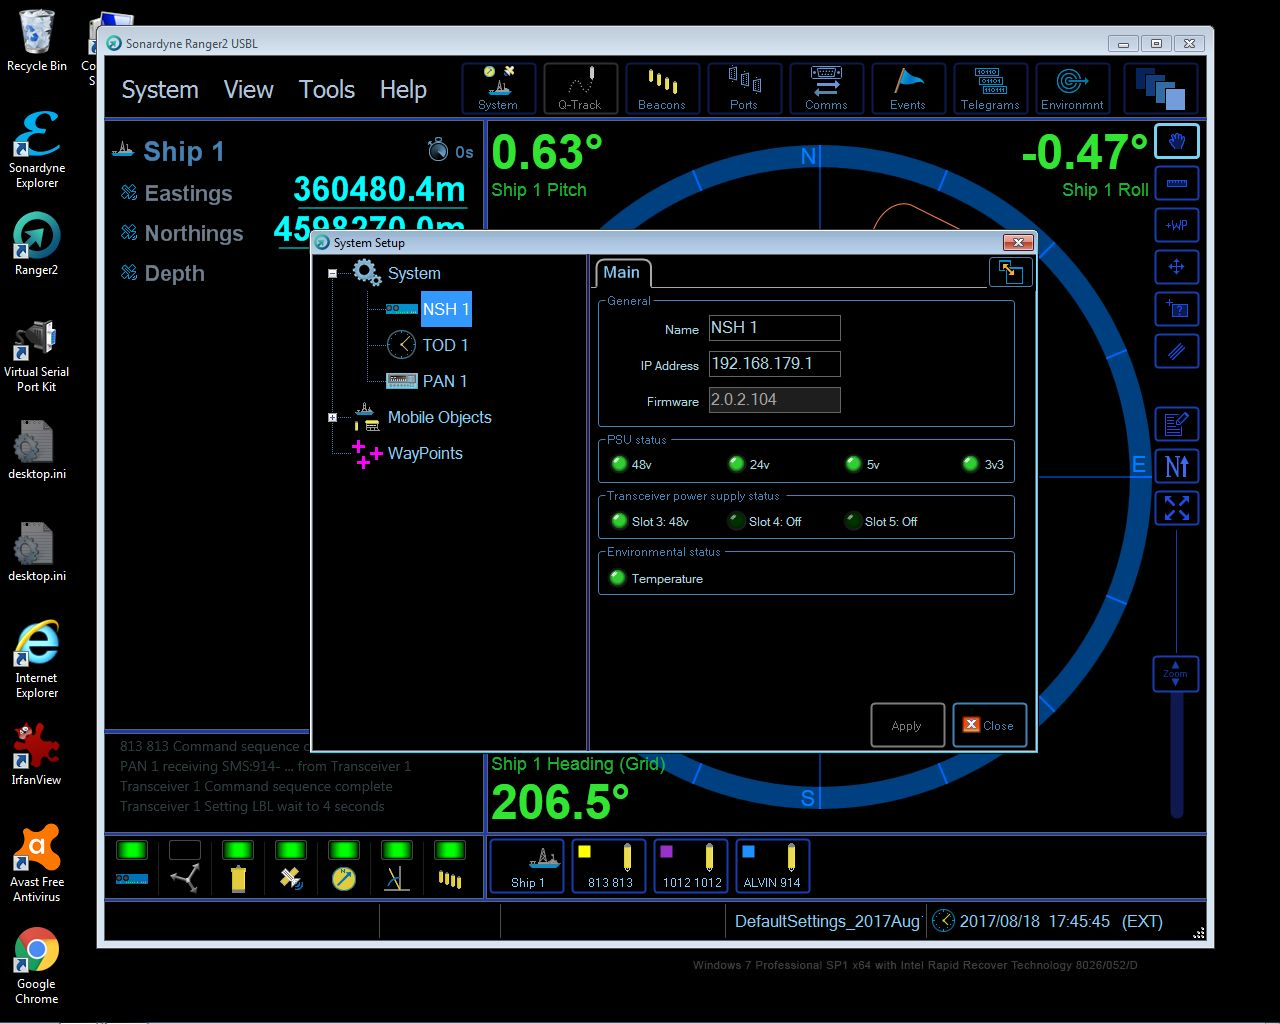 Recycle Bin
Co
S
Sonardyne Explorer
Ranger2
Virtual Serial Port Kit
desktop.ini
desktop.ini
Internet Explorer
IrfanView
Avast Free Antivirus
Google Chrome
Sonardyne Ranger2 USBL
System View Tools Help
System Q-Track Beacons Ports Comms Events Telegrams Environmnt
Ship 1 0s
Eastings 360480.4m
Northings 4598270.0m
Depth
0.63°
Ship 1 Pitch
-0.47°
Ship 1 Roll
N
E
S
+WP
?
N
Zoom
System Setup
System
NSH 1
TOD 1
PAN 1
Mobile Objects
WayPoints
Main
General
Name NSH 1
IP Address 192.168.179.1
Firmware 2.0.2.104
PSU status
48v 24v 5v 3v3
Transceiver power supply status
Slot 3: 48v Slot 4: Off Slot 5: Off
Environmental status
Temperature
Apply Close
813 813 Command sequence c
PAN 1 receiving SMS:914- ... from Transceiver 1
Transceiver 1 Command sequence complete
Transceiver 1 Setting LBL wait to 4 seconds
Ship 1 Heading (Grid)
206.5°
Ship 1 813 813 1012 1012 ALVIN 914
DefaultSettings_2017Aug 2017/08/18 17:45:45 (EXT)
Windows 7 Professional SP1 x64 with Intel Rapid Recover Technology 8026/052/D